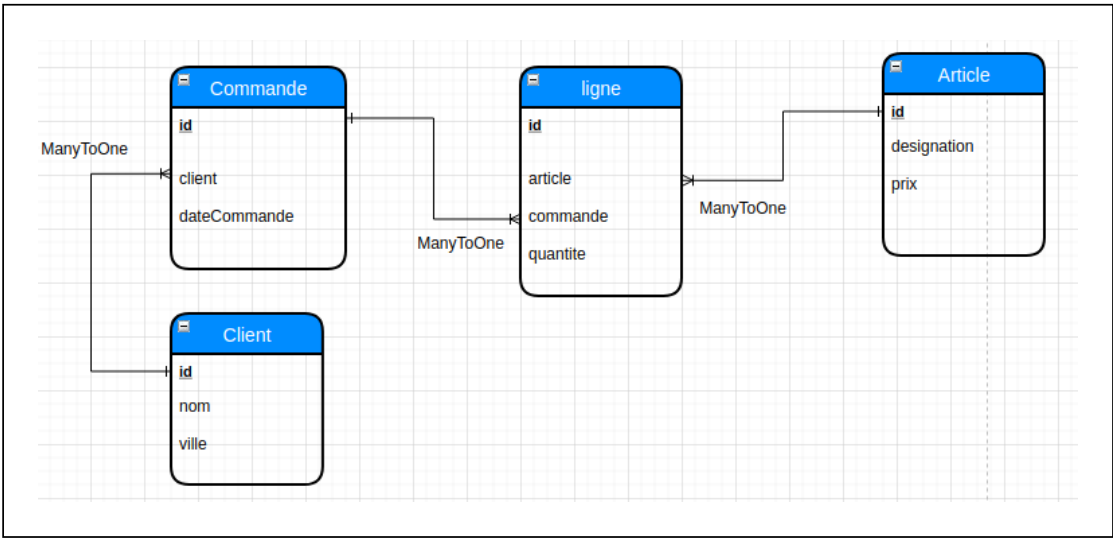 Commande
id
client
dateCommande
ManyToOne
Client
id
nom
ville
ligne
id
article
commande
quantite
ManyToOne
Article
id
designation
prix
ManyToOne